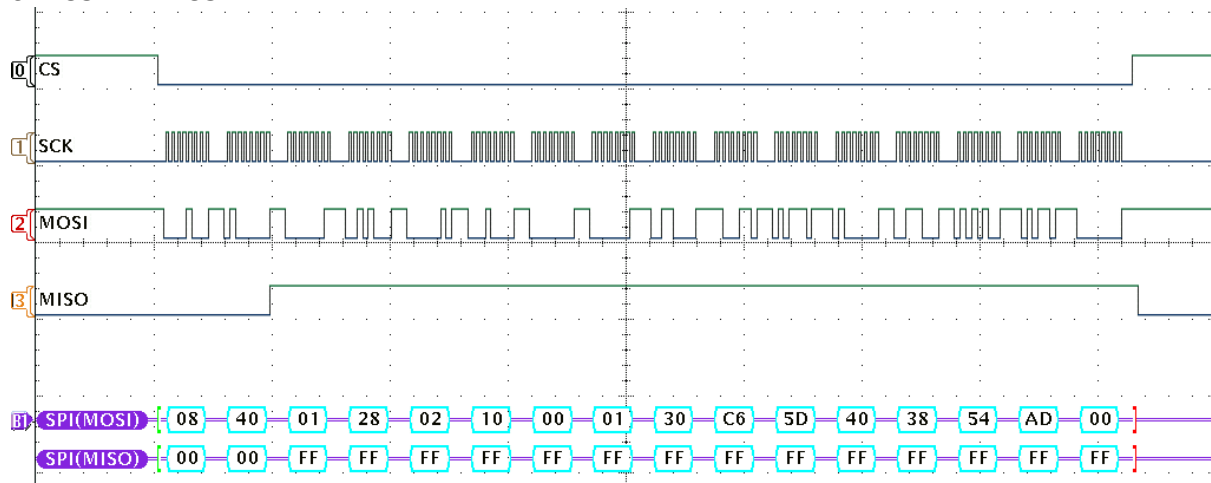 0 CS
1 SCK
2 MOSI
3 MISO
B1 SPI(MOSI) 08 40 01 28 02 10 00 01 30 C6 5D 40 38 54 AD 00
SPI(MISO) 00 00 FF FF FF FF FF FF FF FF FF FF FF FF FF FF